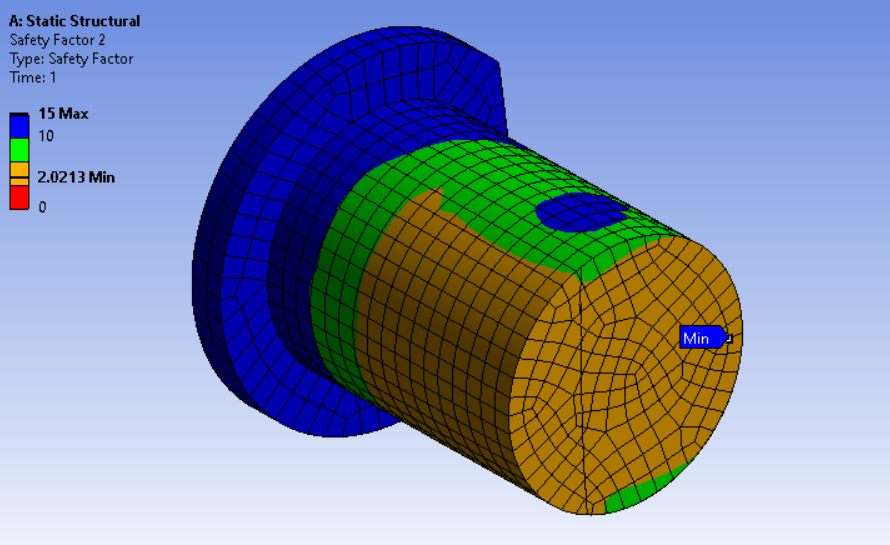 A: Static Structural
Safety Factor 2
Type: Safety Factor
Time: 1
15 Max
10
2.0213 Min
0
Min